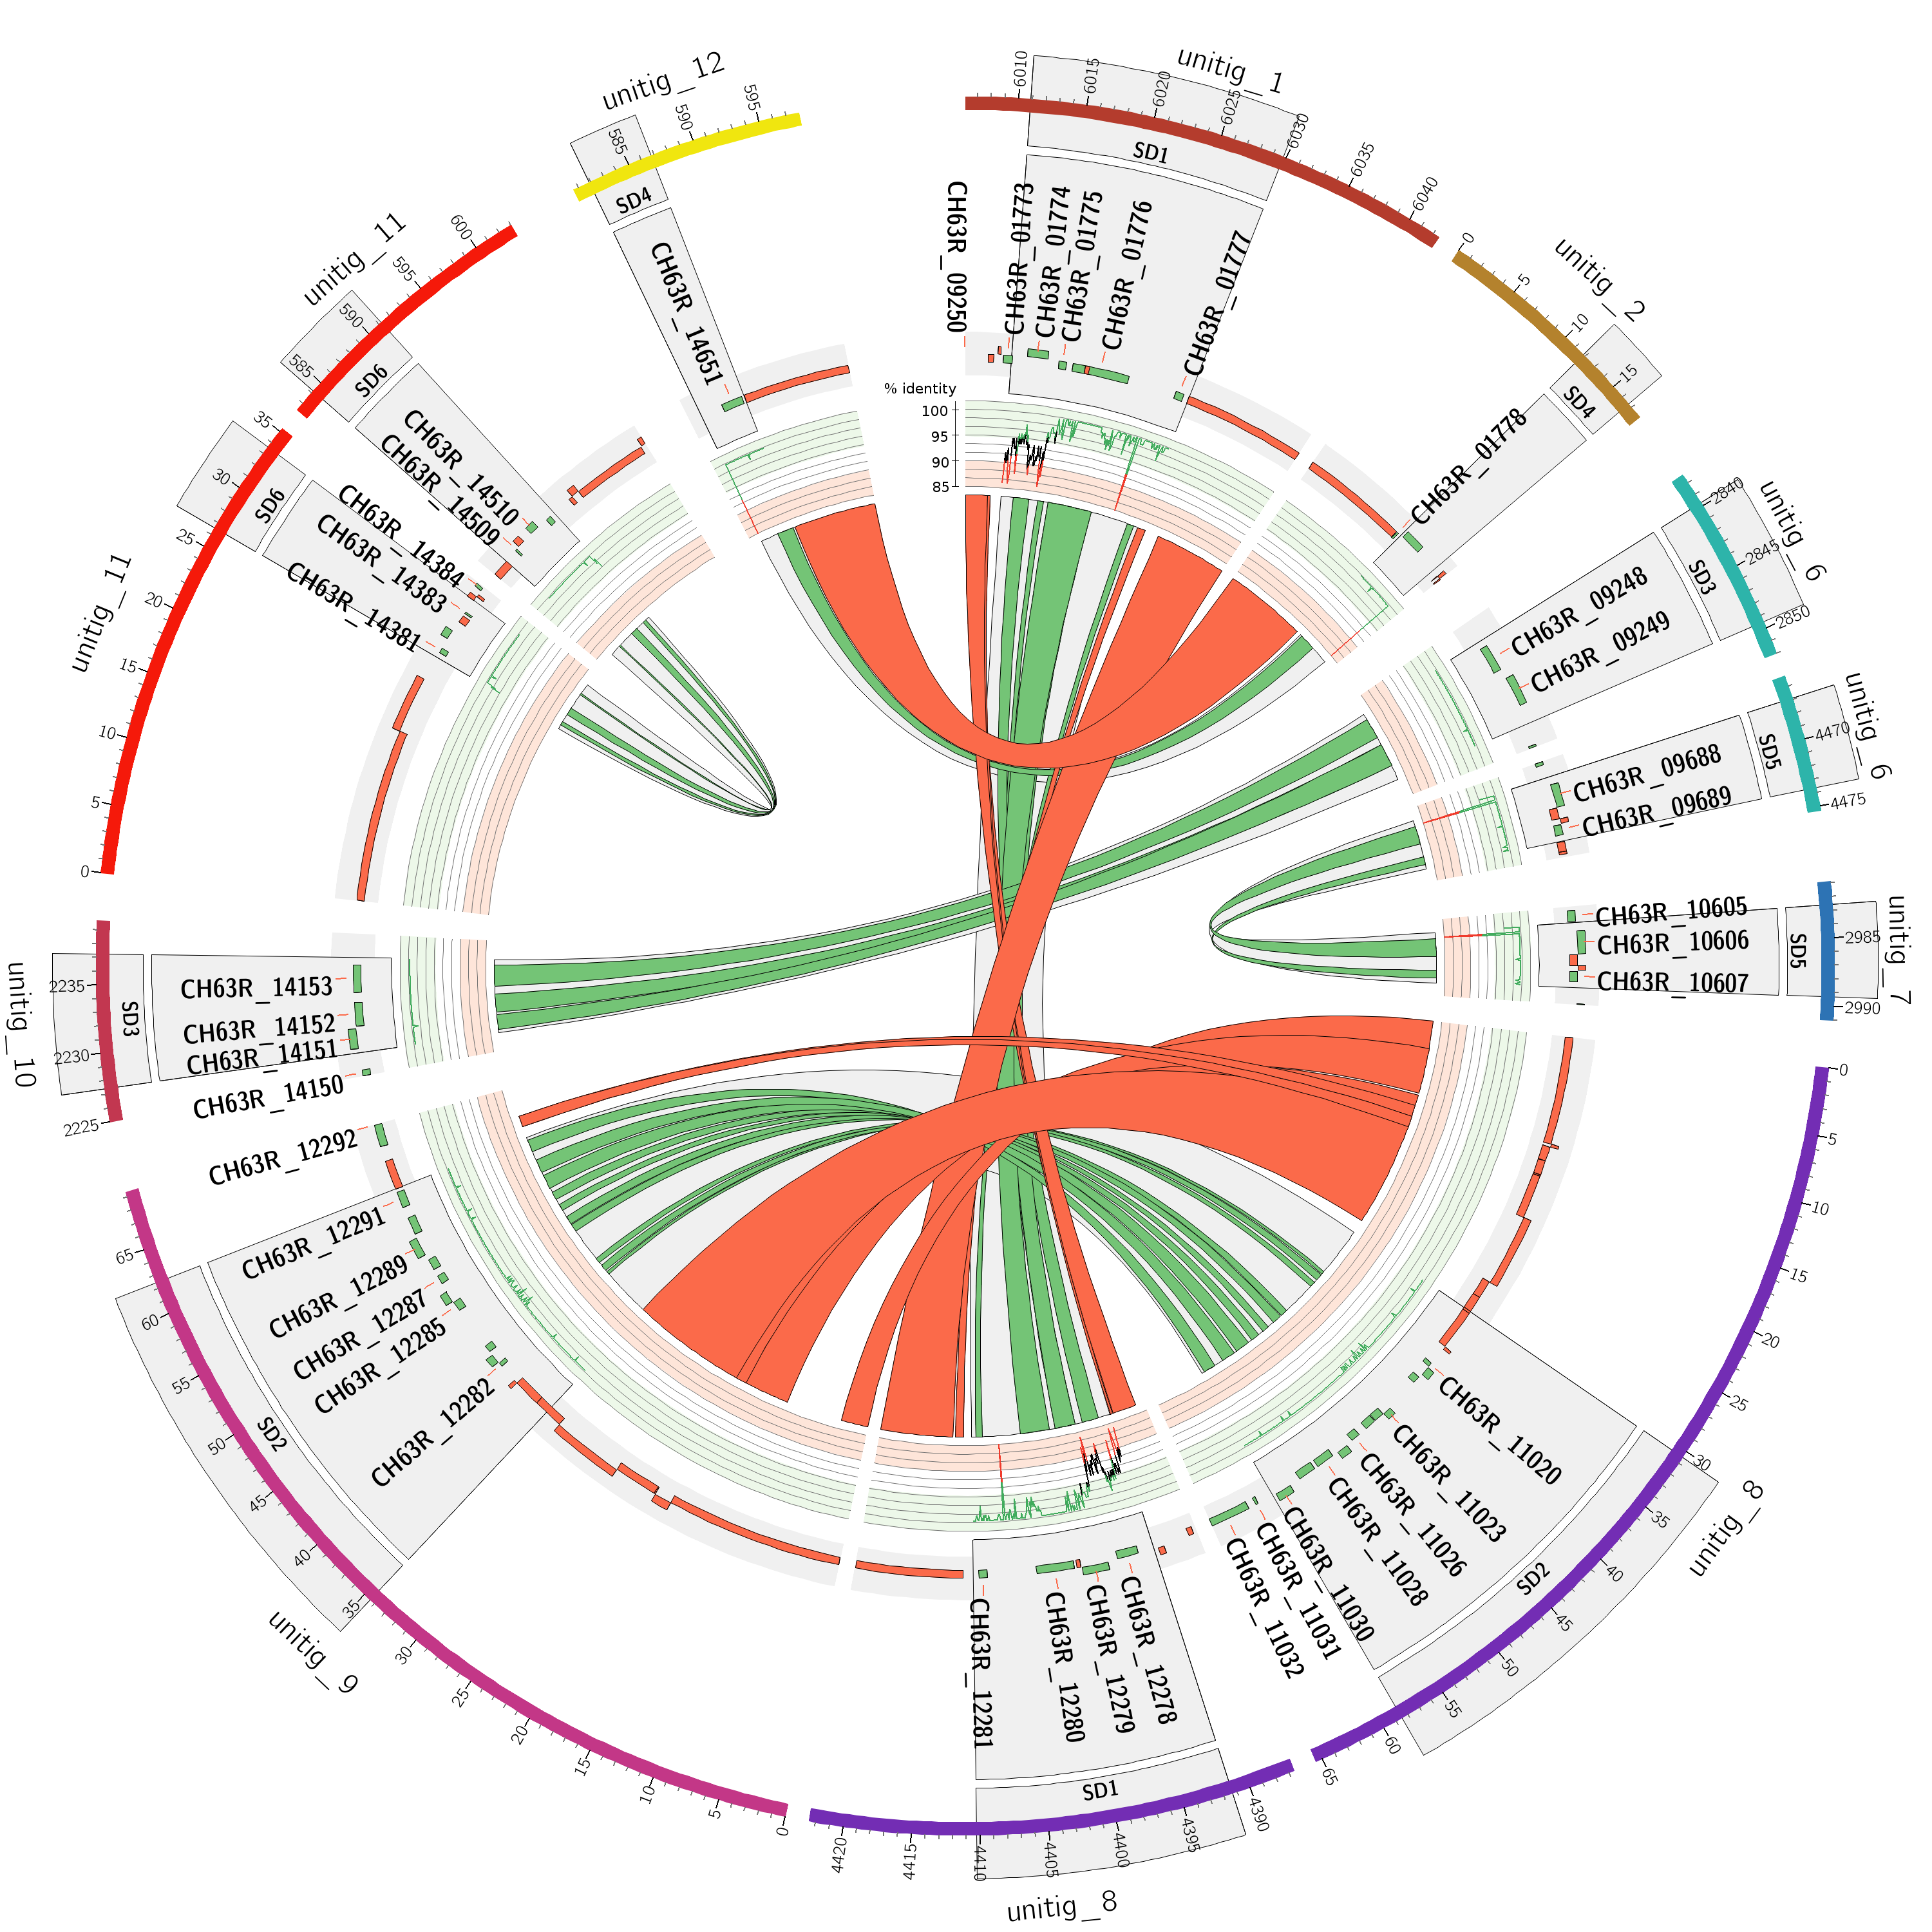 unitig_1
6010
6015
6020
6025
6030
6035
6040
SD1
CH63R_09250
CH63R_01773
CH63R_01774
CH63R_01775
CH63R_01776
CH63R_01777
% identity
100
95
90
85
unitig_2
0
5
10
15
SD4
CH63R_01778
unitig_6
2840
2845
2850
SD3
CH63R_09248
CH63R_09249
unitig_6
4470
4475
SD5
CH63R_09688
CH63R_09689
unitig_7
2985
2990
SD5
CH63R_10605
CH63R_10606
CH63R_10607
unitig_8
0
5
10
15
20
25
30
35
40
45
50
55
60
65
SD2
CH63R_11020
CH63R_11023
CH63R_11026
CH63R_11028
CH63R_11030
CH63R_11031
CH63R_11032
unitig_8
4390
4395
4400
4405
4410
4415
4420
SD1
CH63R_12278
CH63R_12279
CH63R_12280
CH63R_12281
unitig_9
0
5
10
15
20
25
30
35
40
45
50
55
60
65
SD2
CH63R_12282
CH63R_12285
CH63R_12287
CH63R_12289
CH63R_12291
CH63R_12292
unitig_10
2225
2230
2235
SD3
CH63R_14150
CH63R_14151
CH63R_14152
CH63R_14153
unitig_11
0
5
10
15
20
25
30
35
SD6
CH63R_14381
CH63R_14383
CH63R_14384
unitig_11
585
590
595
600
SD6
CH63R_14509
CH63R_14510
unitig_12
585
590
595
SD4
CH63R_14651